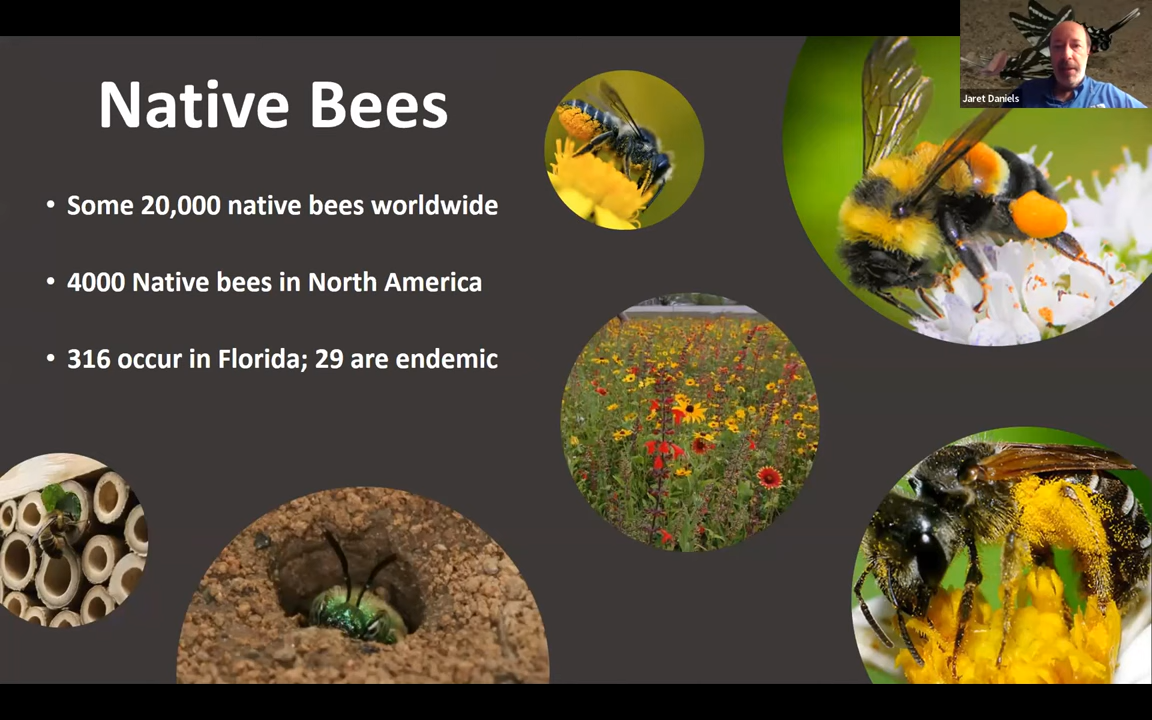 Native Bees
• Some 20,000 native bees worldwide
• 4000 Native bees in North America
• 316 occur in Florida; 29 are endemic
Jaret Daniels